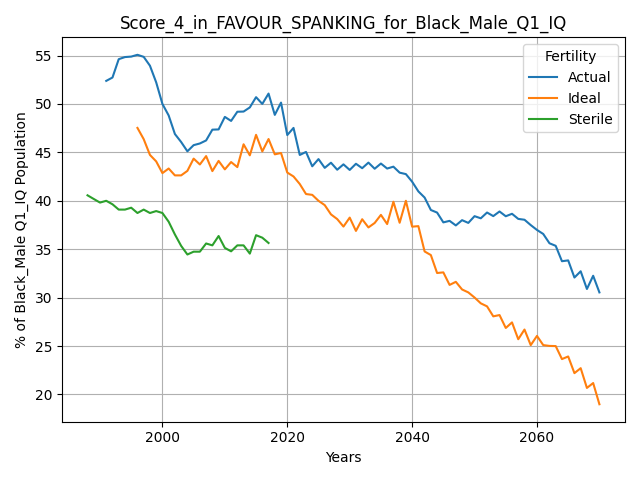 Score_4_in_FAVOUR_SPANKING_for_Black_Male_Q1_IQ
% of Black_Male Q1_IQ Population
55
50
45
40
35
30
25
20
Fertility
Actual
Ideal
Sterile
2000 2020 2040 2060
Years